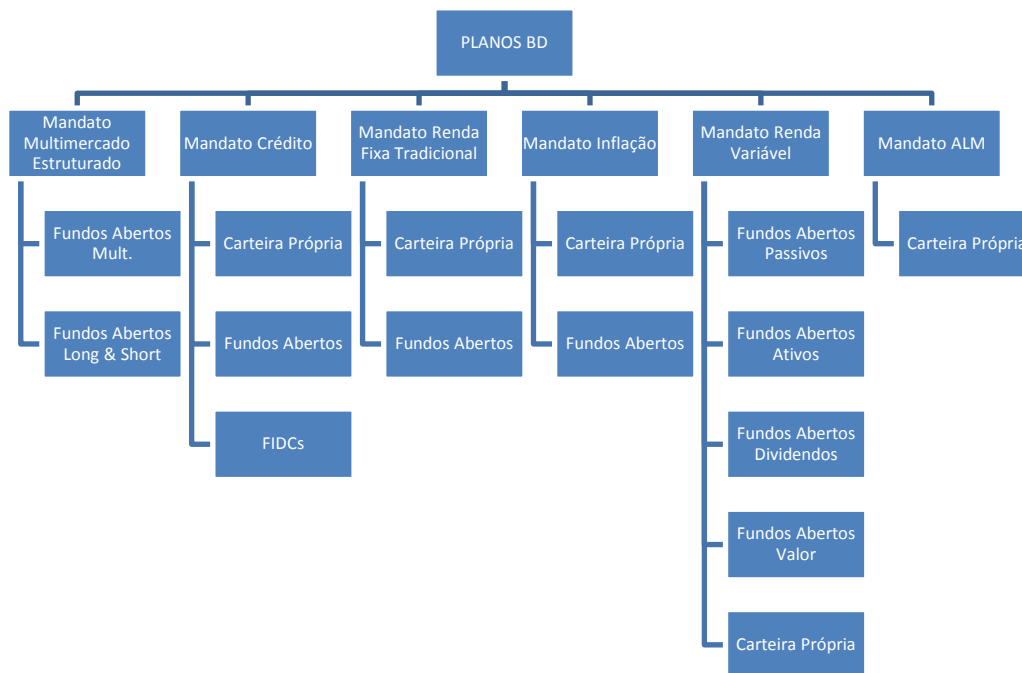 PLANOS BD
Mandato
Multimercado
Estruturado
Mandato Crédito
Mandato Renda
Fixa Tradicional
Mandato Inflação
Mandato Renda
Variável
Mandato ALM
Fundos Abertos
Mult.
Carteira Própria
Carteira Própria
Carteira Própria
Fundos Abertos
Passivos
Carteira Própria
Fundos Abertos
Long & Short
Fundos Abertos
Fundos Abertos
Fundos Abertos
Fundos Abertos
Ativos
FIDCs
Fundos Abertos
Dividendos
Fundos Abertos
Valor
Carteira Própria